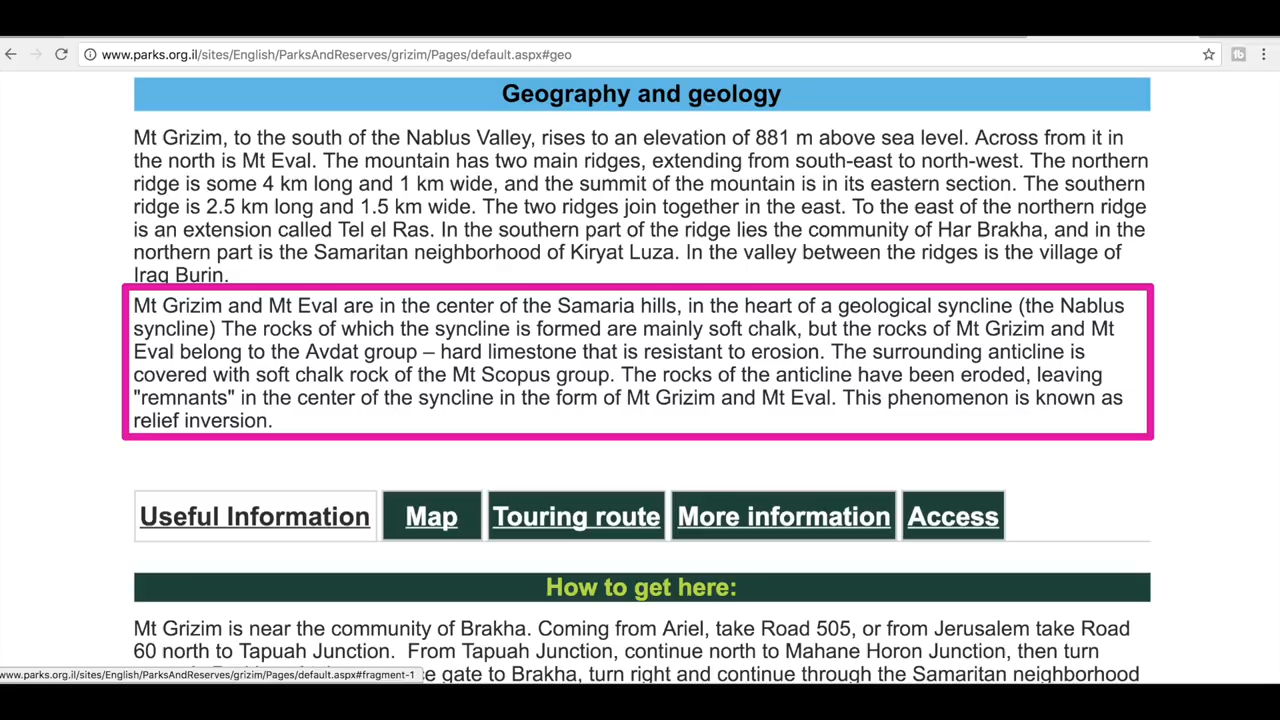 www.parks.org.il/sites/English/ParksAndReserves/grizim/Pages/default.aspx#geo
Geography and geology
Mt Grizim, to the south of the Nablus Valley, rises to an elevation of 881 m above sea level. Across from it in
the north is Mt Eval. The mountain has two main ridges, extending from south-east to north-west. The northern
ridge is some 4 km long and 1 km wide, and the summit of the mountain is in its eastern section. The southern
ridge is 2.5 km long and 1.5 km wide. The two ridges join together in the east. To the east of the northern ridge
is an extension called Tel el Ras. In the southern part of the ridge lies the community of Har Brakha, and in the
northern part is the Samaritan neighborhood of Kiryat Luza. In the valley between the ridges is the village of
Iraq Burin.
Mt Grizim and Mt Eval are in the center of the Samaria hills, in the heart of a geological syncline (the Nablus
syncline) The rocks of which the syncline is formed are mainly soft chalk, but the rocks of Mt Grizim and Mt
Eval belong to the Avdat group – hard limestone that is resistant to erosion. The surrounding anticline is
covered with soft chalk rock of the Mt Scopus group. The rocks of the anticline have been eroded, leaving
"remnants" in the center of the syncline in the form of Mt Grizim and Mt Eval. This phenomenon is known as
relief inversion.
Useful Information Map Touring route More information Access
How to get here:
Mt Grizim is near the community of Brakha. Coming from Ariel, take Road 505, or from Jerusalem take Road
60 north to Tapuah Junction. From Tapuah Junction, continue north to Mahane Horon Junction, then turn
gate to Brakha, turn right and continue through the Samaritan neighborhood
www.parks.org.il/sites/English/ParksAndReserves/grizim/Pages/default.aspx#fragment-1